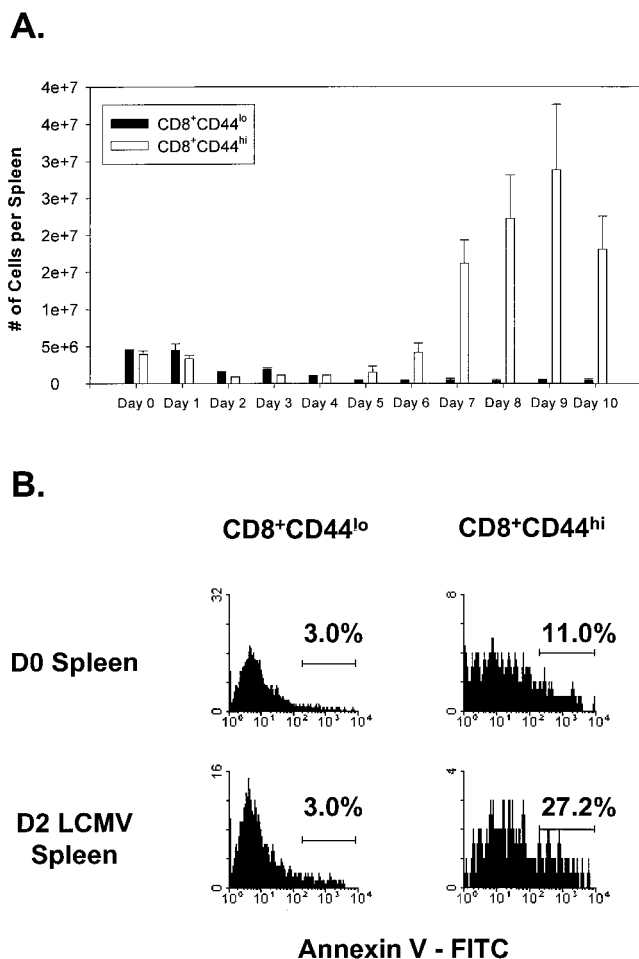 A.
# of Cells per Spleen
4e+7
4e+7
3e+7
3e+7
2e+7
2e+7
1e+7
5e+6
0
CD8⁺CD44ˡᵒ
CD8⁺CD44ʰⁱ
Day 0 Day 1 Day 2 Day 3 Day 4 Day 5 Day 6 Day 7 Day 8 Day 9 Day 10
B.
CD8⁺CD44ˡᵒ CD8⁺CD44ʰⁱ
D0 Spleen
32
0
3.0%
10⁰ 10¹ 10² 10³ 10⁴
8
0
11.0%
10⁰ 10¹ 10² 10³ 10⁴
D2 LCMV
Spleen
16
0
3.0%
10⁰ 10¹ 10² 10³ 10⁴
4
0
27.2%
10⁰ 10¹ 10² 10³ 10⁴
Annexin V - FITC